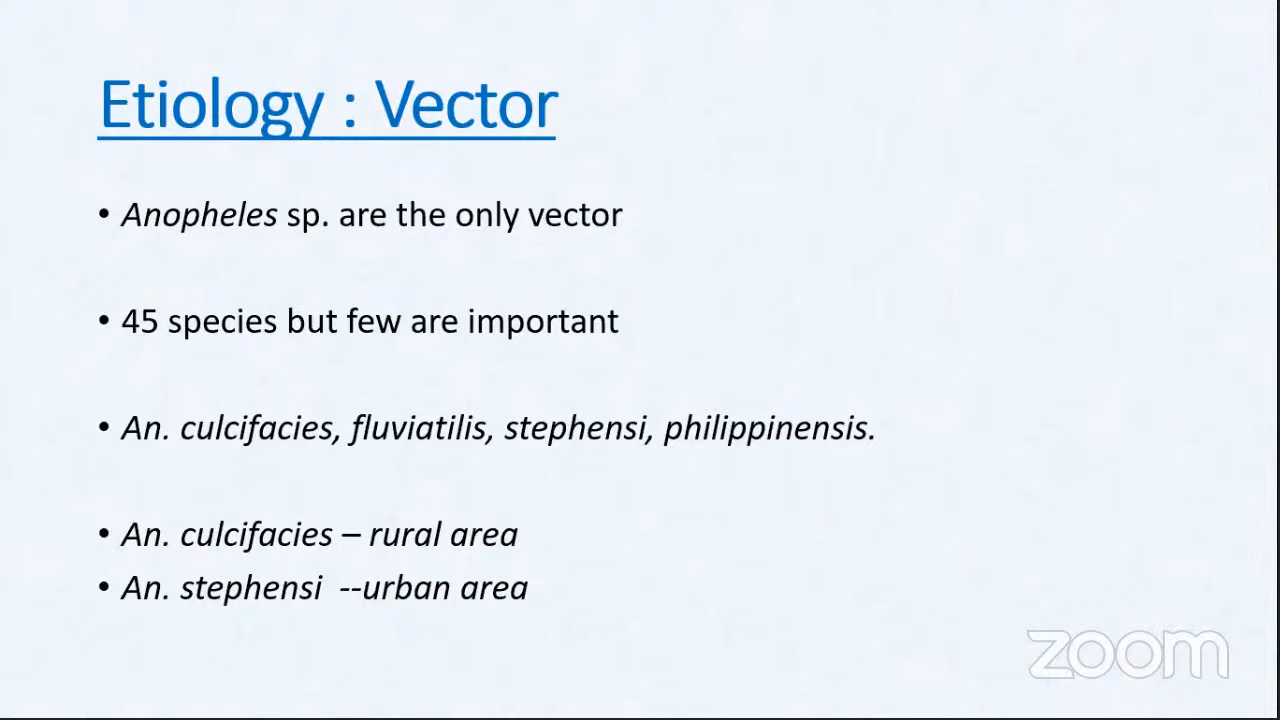 Etiology : Vector
• Anopheles sp. are the only vector
• 45 species but few are important
• An. culcifacies, fluviatilis, stephensi, philippinensis.
• An. culcifacies – rural area
• An. stephensi --urban area
zoom